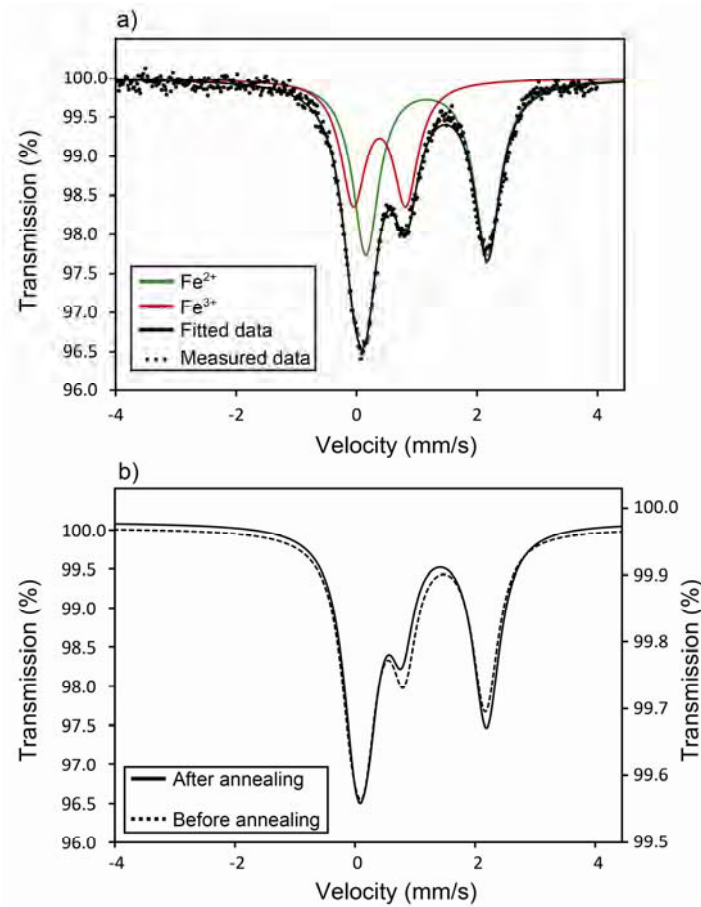 a)
100.0
99.5
99.0
98.5
98.0
97.5
97.0
96.5
96.0
Transmission (%)
Fe²⁺
Fe³⁺
Fitted data
Measured data
-4 -2 0 2 4
Velocity (mm/s)
b)
100.0
99.5
99.0
98.5
98.0
97.5
97.0
96.5
96.0
Transmission (%)
100.0
99.9
99.8
99.7
99.6
99.5
Transmission (%)
After annealing
Before annealing
-4 -2 0 2 4
Velocity (mm/s)